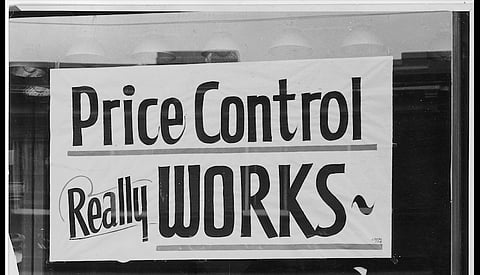 Price Control
Really WORKS~